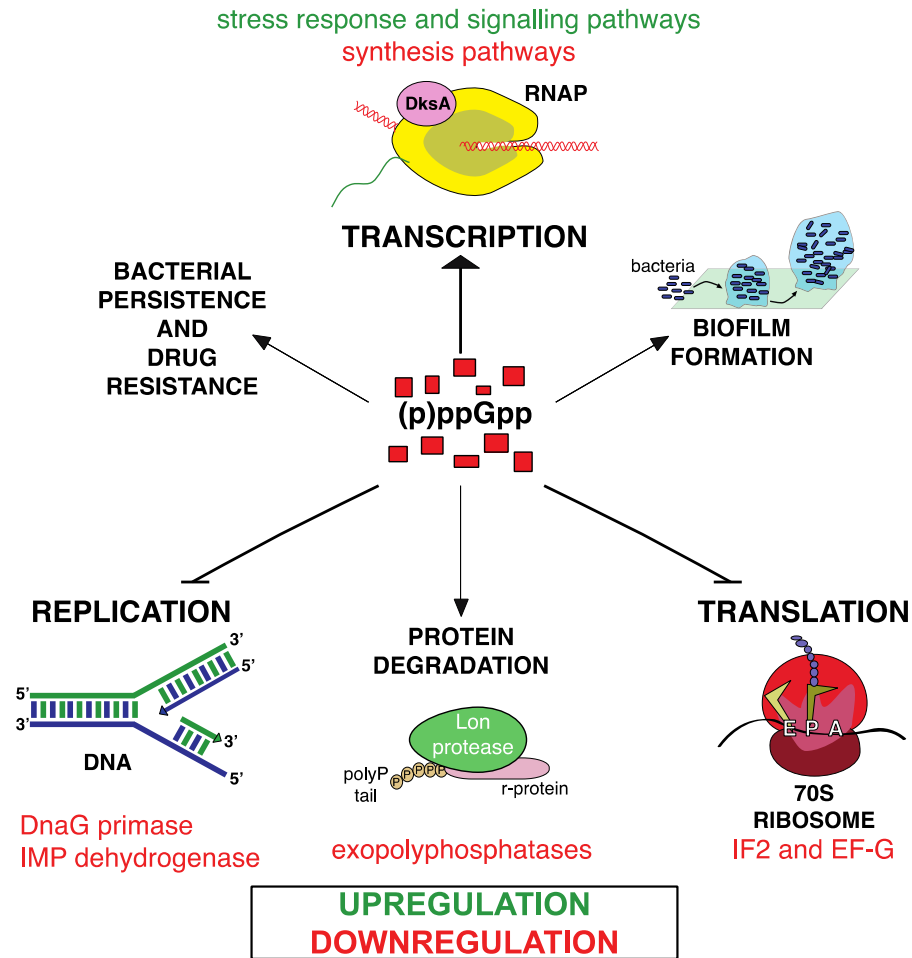 stress response and signalling pathways
synthesis pathways
DksA
RNAP
TRANSCRIPTION
BACTERIAL
PERSISTENCE
AND
DRUG
RESISTANCE
bacteria
BIOFILM
FORMATION
(p)ppGpp
REPLICATION
3'
5'
5'
3'
3'
5'
DNA
DnaG primase
IMP dehydrogenase
PROTEIN
DEGRADATION
Lon
protease
polyP
tail
P P P P P P
r-protein
exopolyphosphatases
TRANSLATION
E P A
70S
RIBOSOME
IF2 and EF-G
UPREGULATION
DOWNREGULATION